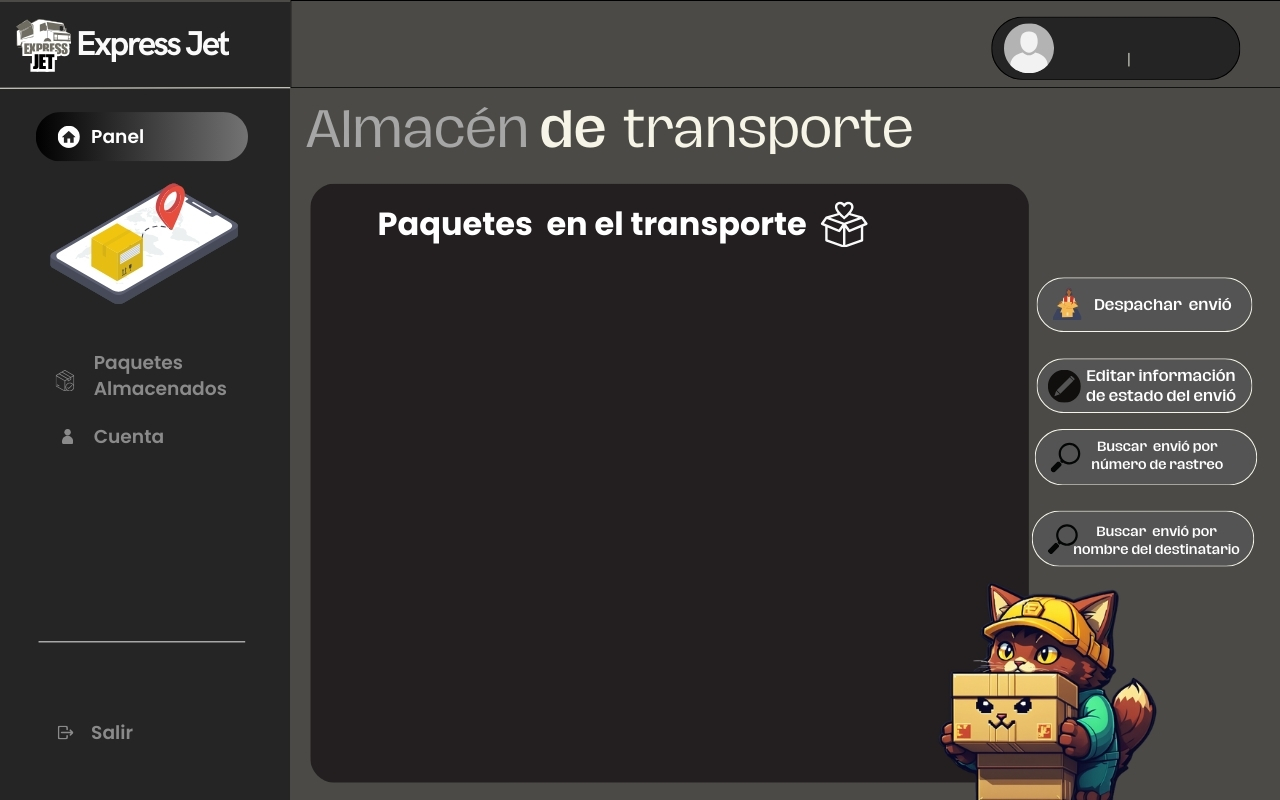 EXPRESS
JET
Express Jet
|
Panel
Almacén de transporte
Paquetes en el transporte
Despachar envió
Paquetes
Almacenados
Editar información
de estado del envió
Cuenta
Buscar envió por
número de rastreo
Buscar envió por
nombre del destinatario
Salir